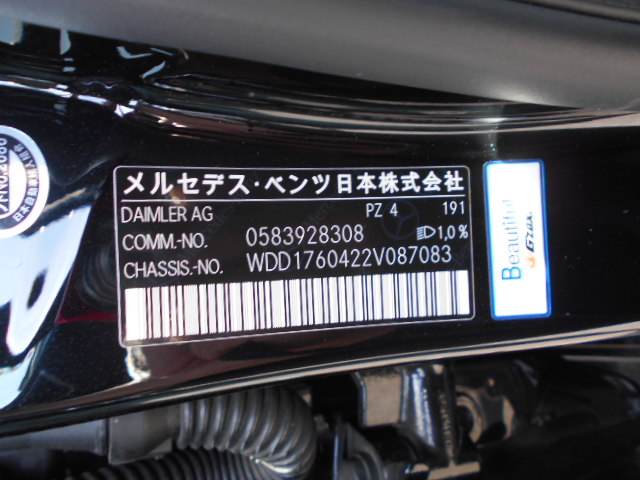 メルセデス・ベンツ日本株式会社
DAIMLER AG PZ 4 191
COMM.-NO. 0583928308 1,0%
CHASSIS.-NO. WDD1760422V087083
Beautiful
Gzox